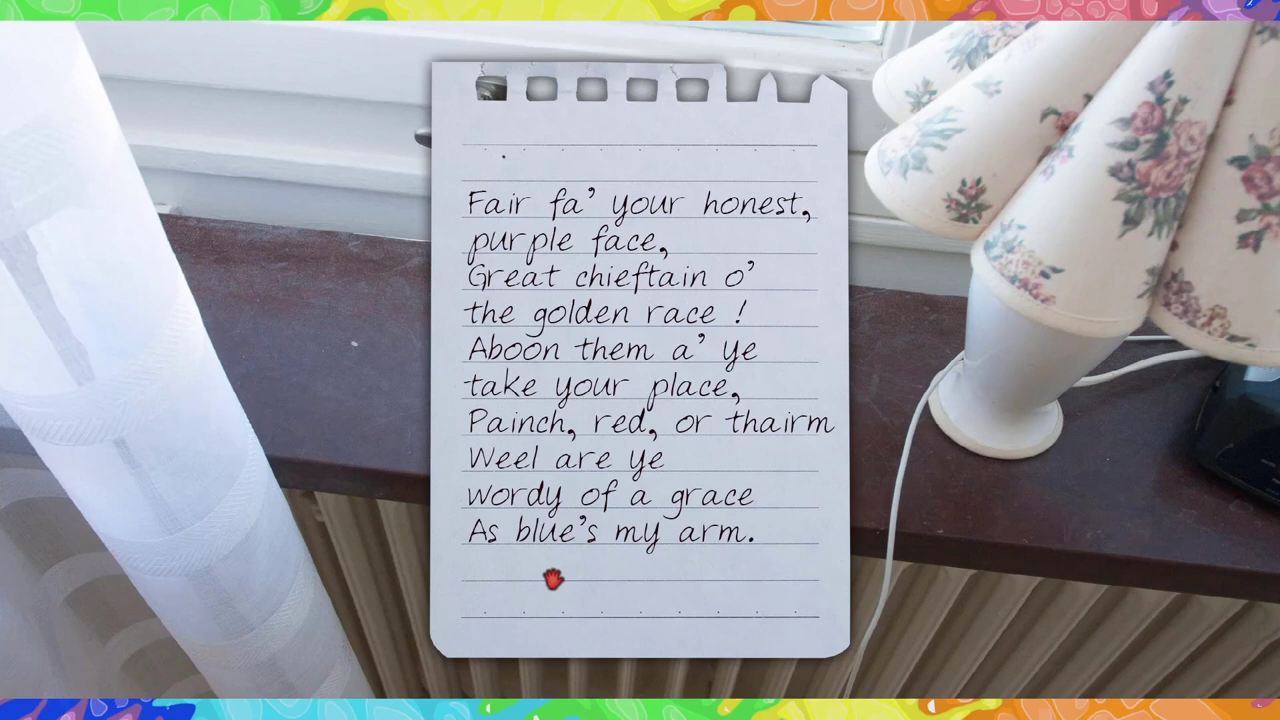 Fair fa' your honest,
purple face,
Great chieftain o'
the golden race !
Aboon them a' ye
take your place,
Painch, red, or thairm
Weel are ye
wordy of a grace
As blue's my arm.